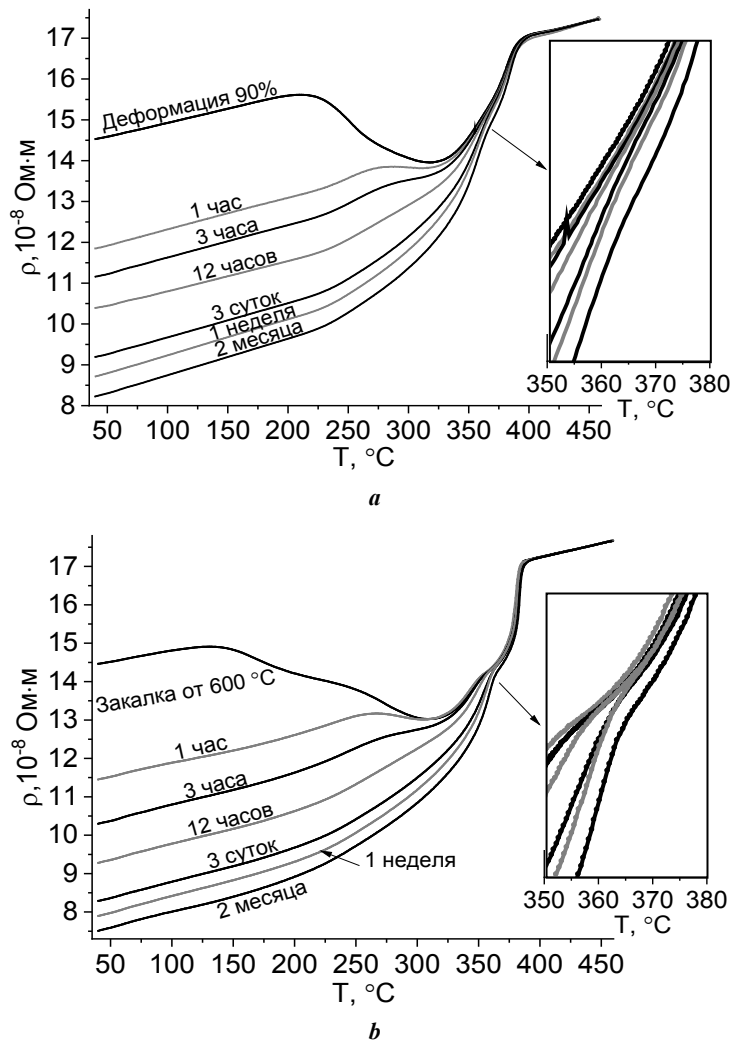 17
16
15
14
13
12
11
10
9
8
ρ,10⁻⁸ Ом·м
Деформация 90%
1 час
3 часа
12 часов
3 суток
1 неделя
2 месяца
350 360 370 380
T, °C
50 100 150 200 250 300 350 400 450
T, °C
a
17
16
15
14
13
12
11
10
9
8
ρ,10⁻⁸ Ом·м
Закалка от 600 °C
1 час
3 часа
12 часов
3 суток
1 неделя
2 месяца
350 360 370 380
T, °C
50 100 150 200 250 300 350 400 450
T, °C
b